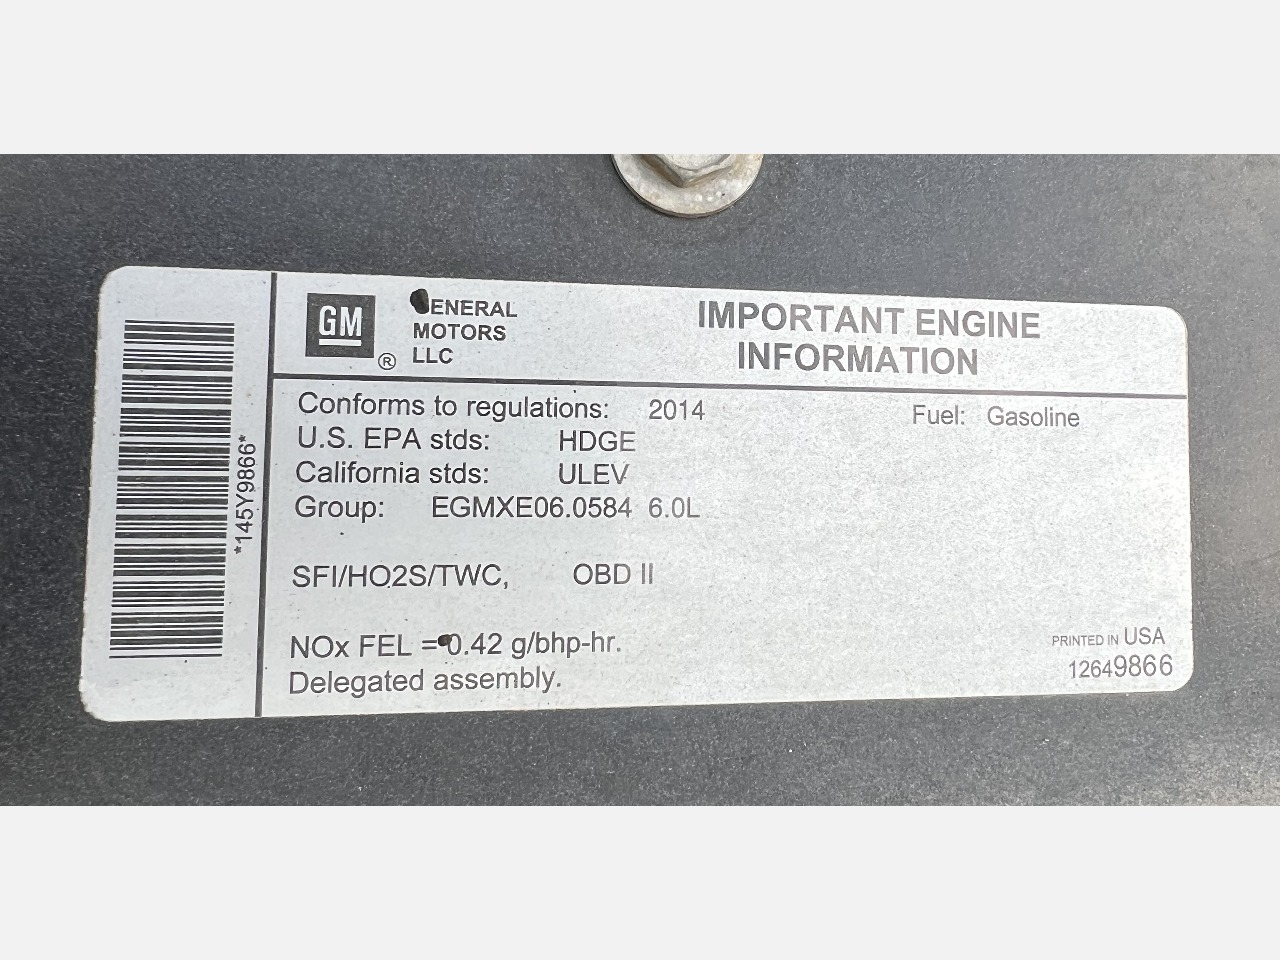 *145Y9866*
GM
®
GENERAL
MOTORS
LLC
IMPORTANT ENGINE
INFORMATION
Conforms to regulations: 2014 Fuel: Gasoline
U.S. EPA stds: HDGE
California stds: ULEV
Group: EGMXE06.0584 6.0L
SFI/HO2S/TWC, OBD II
NOx FEL = 0.42 g/bhp-hr.
Delegated assembly.
PRINTED IN USA
12649866